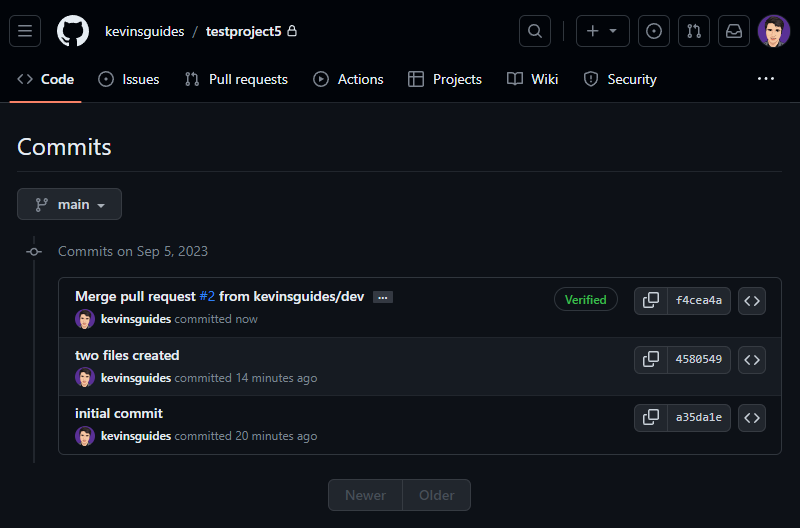 kevinsguides / testproject5
Code Issues Pull requests Actions Projects Wiki Security ...
Commits
main
Commits on Sep 5, 2023
Merge pull request #2 from kevinsguides/dev ... Verified f4cea4a
kevinsguides committed now
two files created 4580549
kevinsguides committed 14 minutes ago
initial commit a35da1e
kevinsguides committed 20 minutes ago
Newer Older